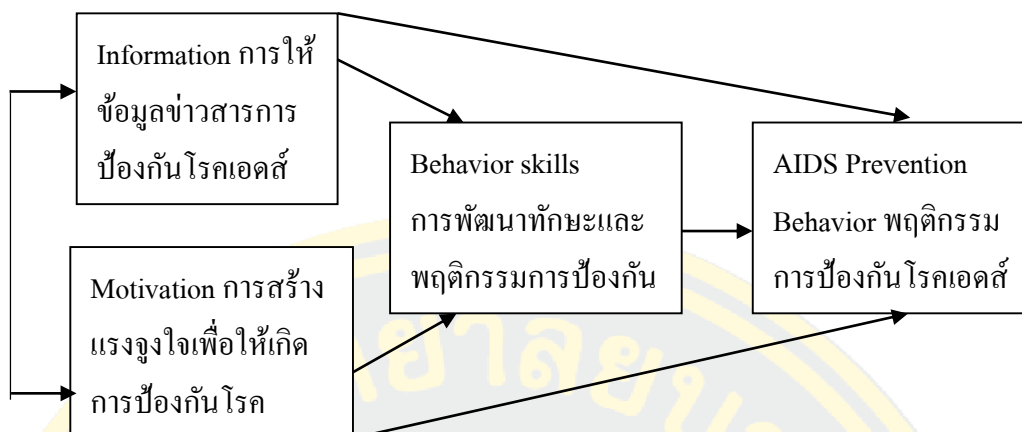 Information การให้
ข้อมูลข่าวสารการ
ป้องกันโรคเอดส์
Motivation การสร้าง
แรงจูงใจเพื่อให้เกิด
การป้องกันโรค
Behavior skills
การพัฒนาทักษะและ
พฤติกรรมการป้องกัน
AIDS Prevention
Behavior พฤติกรรม
การป้องกันโรคเอดส์